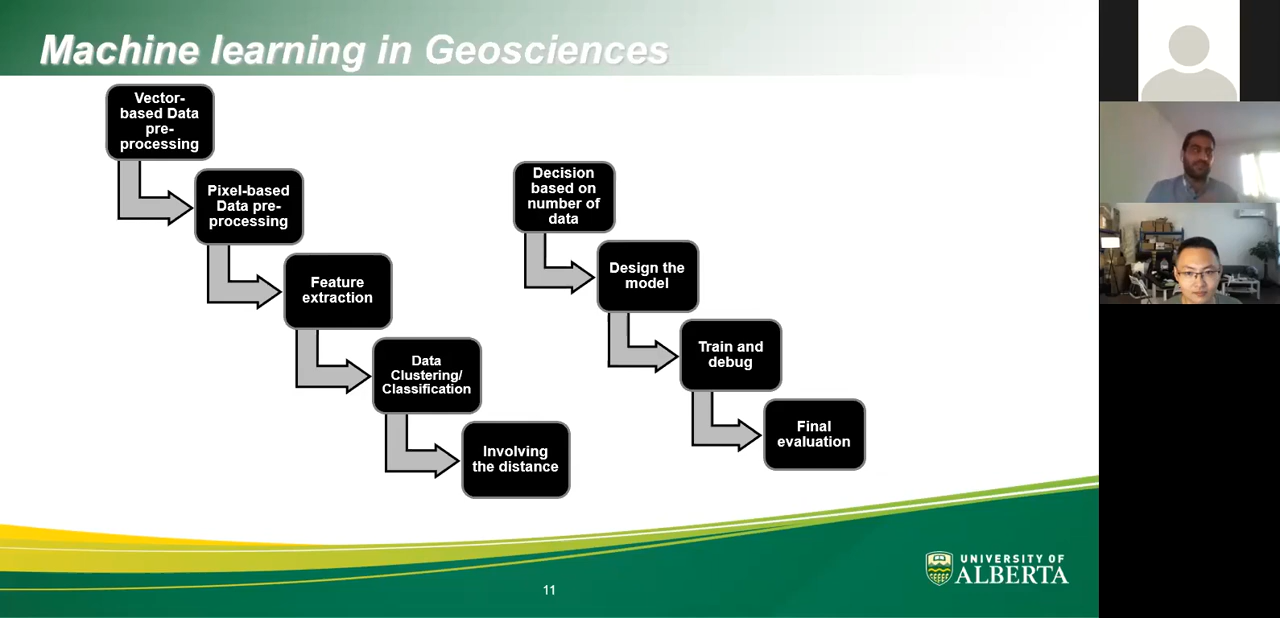 Machine learning in Geosciences
Vector-
based Data
pre-
processing
Pixel-based
Data pre-
processing
Feature
extraction
Data
Clustering/
Classification
Involving
the distance
Decision
based on
number of
data
Design the
model
Train and
debug
Final
evaluation
UNIVERSITY OF
ALBERTA
11